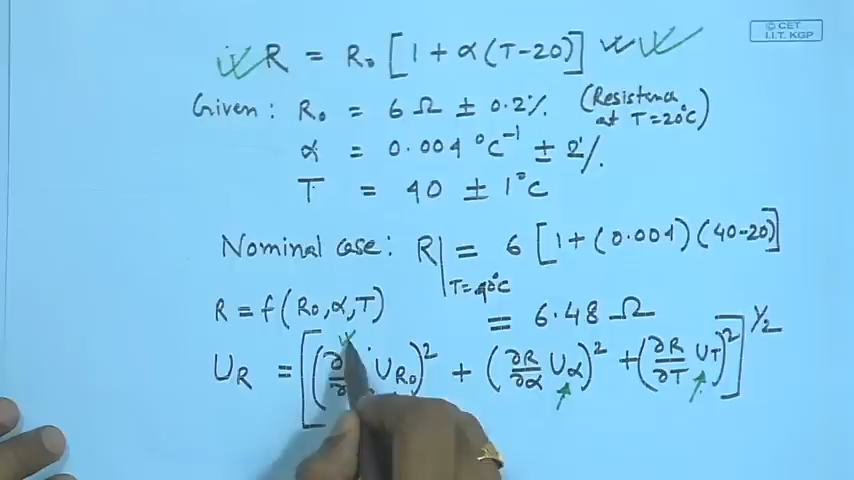 © CET
I.I.T. KGP
R = R₀ [1 + α (T-20)]
Given: R₀ = 6 Ω ± 0.2% (Resistance at T = 20°C)
α = 0.004 °C⁻¹ ± 2%.
T = 40 ± 1°C
Nominal case: R|T=40°C = 6 [1 + (0.004) (40-20)]
R = f (R₀, α, T) = 6.48 Ω
U_R = [(∂ U_R₀)² + (∂R/∂α Uα)² + (∂R/∂T U_T)²]^1/2